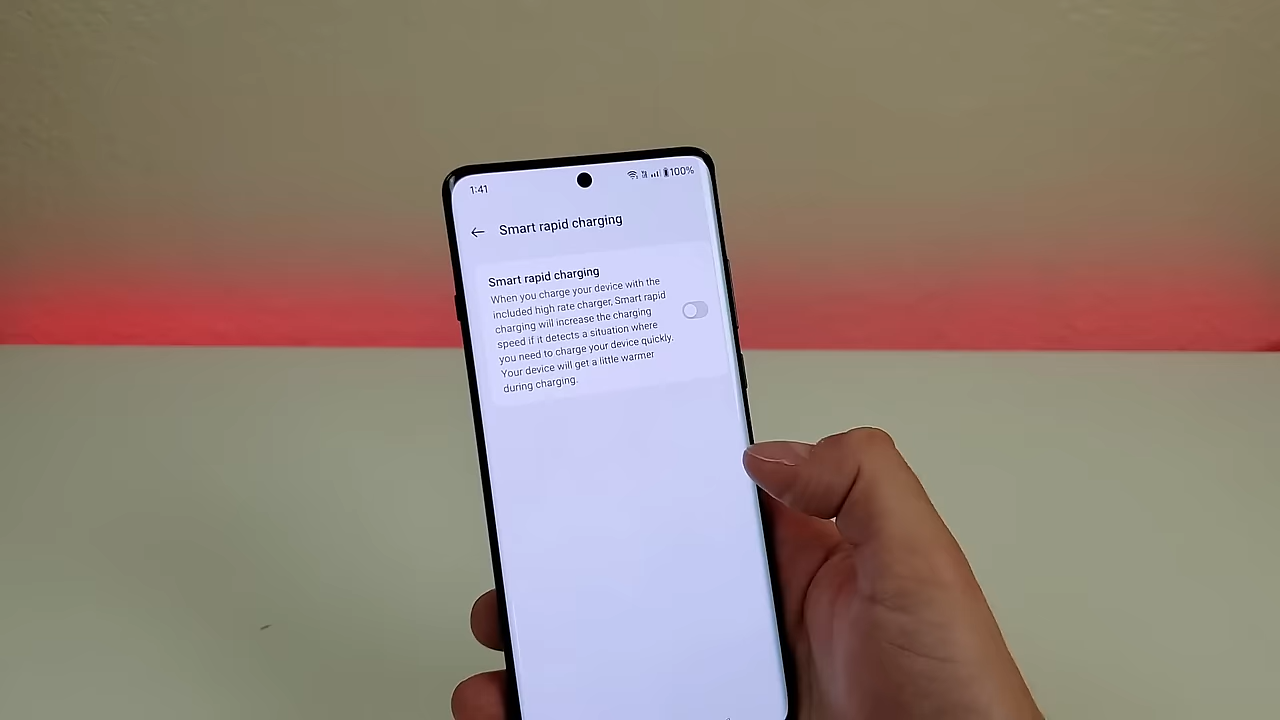 1:41
100%
Smart rapid charging
Smart rapid charging
When you charge your device with the
included high rate charger, Smart rapid
charging will increase the charging
speed if it detects a situation where
you need to charge your device quickly.
Your device will get a little warmer
during charging.